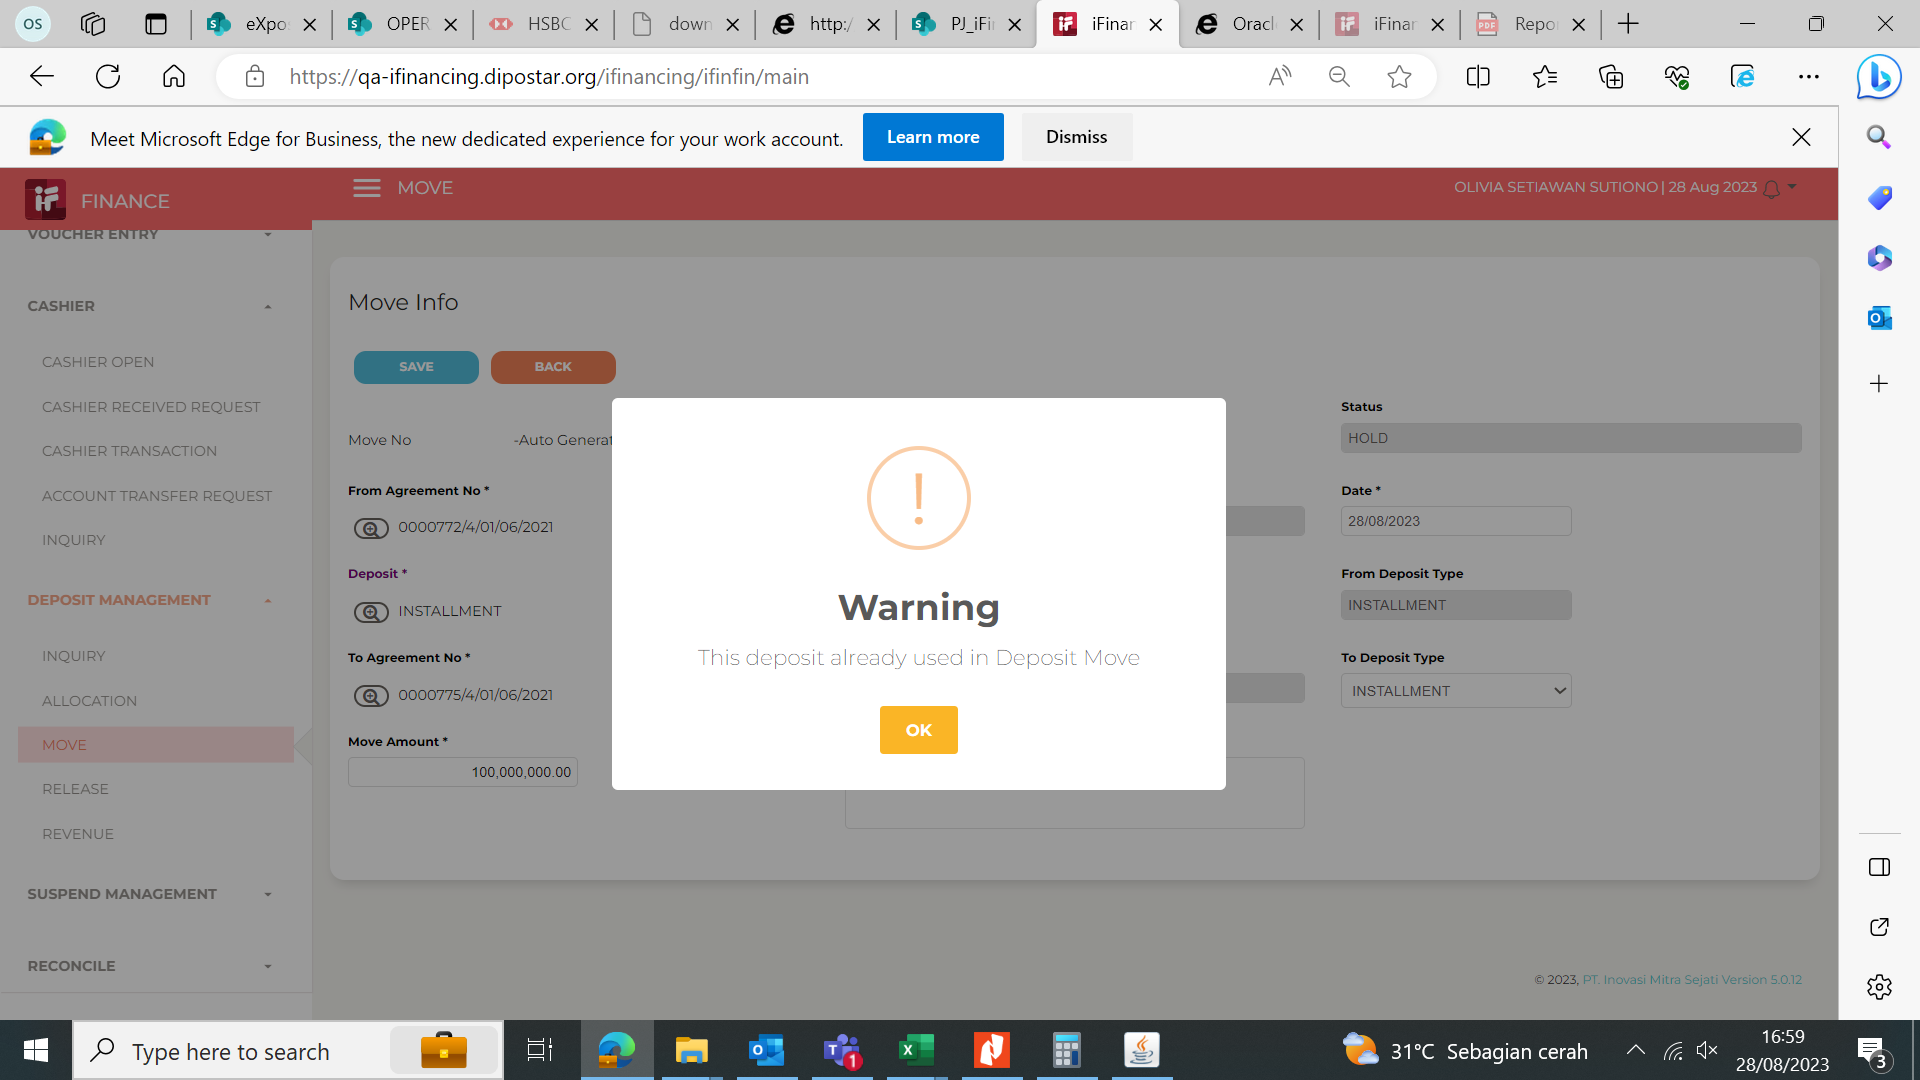 OS
eXpo
OPER
HSBC
down
http:/
PJ_iFi
iFinar
Oracl
iFinar
Repo
https://qa-ifinancing.dipostar.org/ifinancing/ifinfin/main
Meet Microsoft Edge for Business, the new dedicated experience for your work account.
Learn more
Dismiss
iF FINANCE
MOVE
OLIVIA SETIAWAN SUTIONO | 28 Aug 2023
VOUCHER ENTRY
CASHIER
CASHIER OPEN
CASHIER RECEIVED REQUEST
CASHIER TRANSACTION
ACCOUNT TRANSFER REQUEST
INQUIRY
DEPOSIT MANAGEMENT
INQUIRY
ALLOCATION
MOVE
RELEASE
REVENUE
SUSPEND MANAGEMENT
RECONCILE
Move Info
SAVE
BACK
Move No
-Auto Generat
Status
HOLD
From Agreement No *
0000772/4/01/06/2021
Date *
28/08/2023
Deposit *
INSTALLMENT
From Deposit Type
INSTALLMENT
To Agreement No *
0000775/4/01/06/2021
To Deposit Type
INSTALLMENT
Move Amount *
100,000,000.00
!
Warning
This deposit already used in Deposit Move
OK
© 2023, PT. Inovasi Mitra Sejati Version 5.0.12
Type here to search
1
31°C Sebagian cerah
16:59
28/08/2023
3